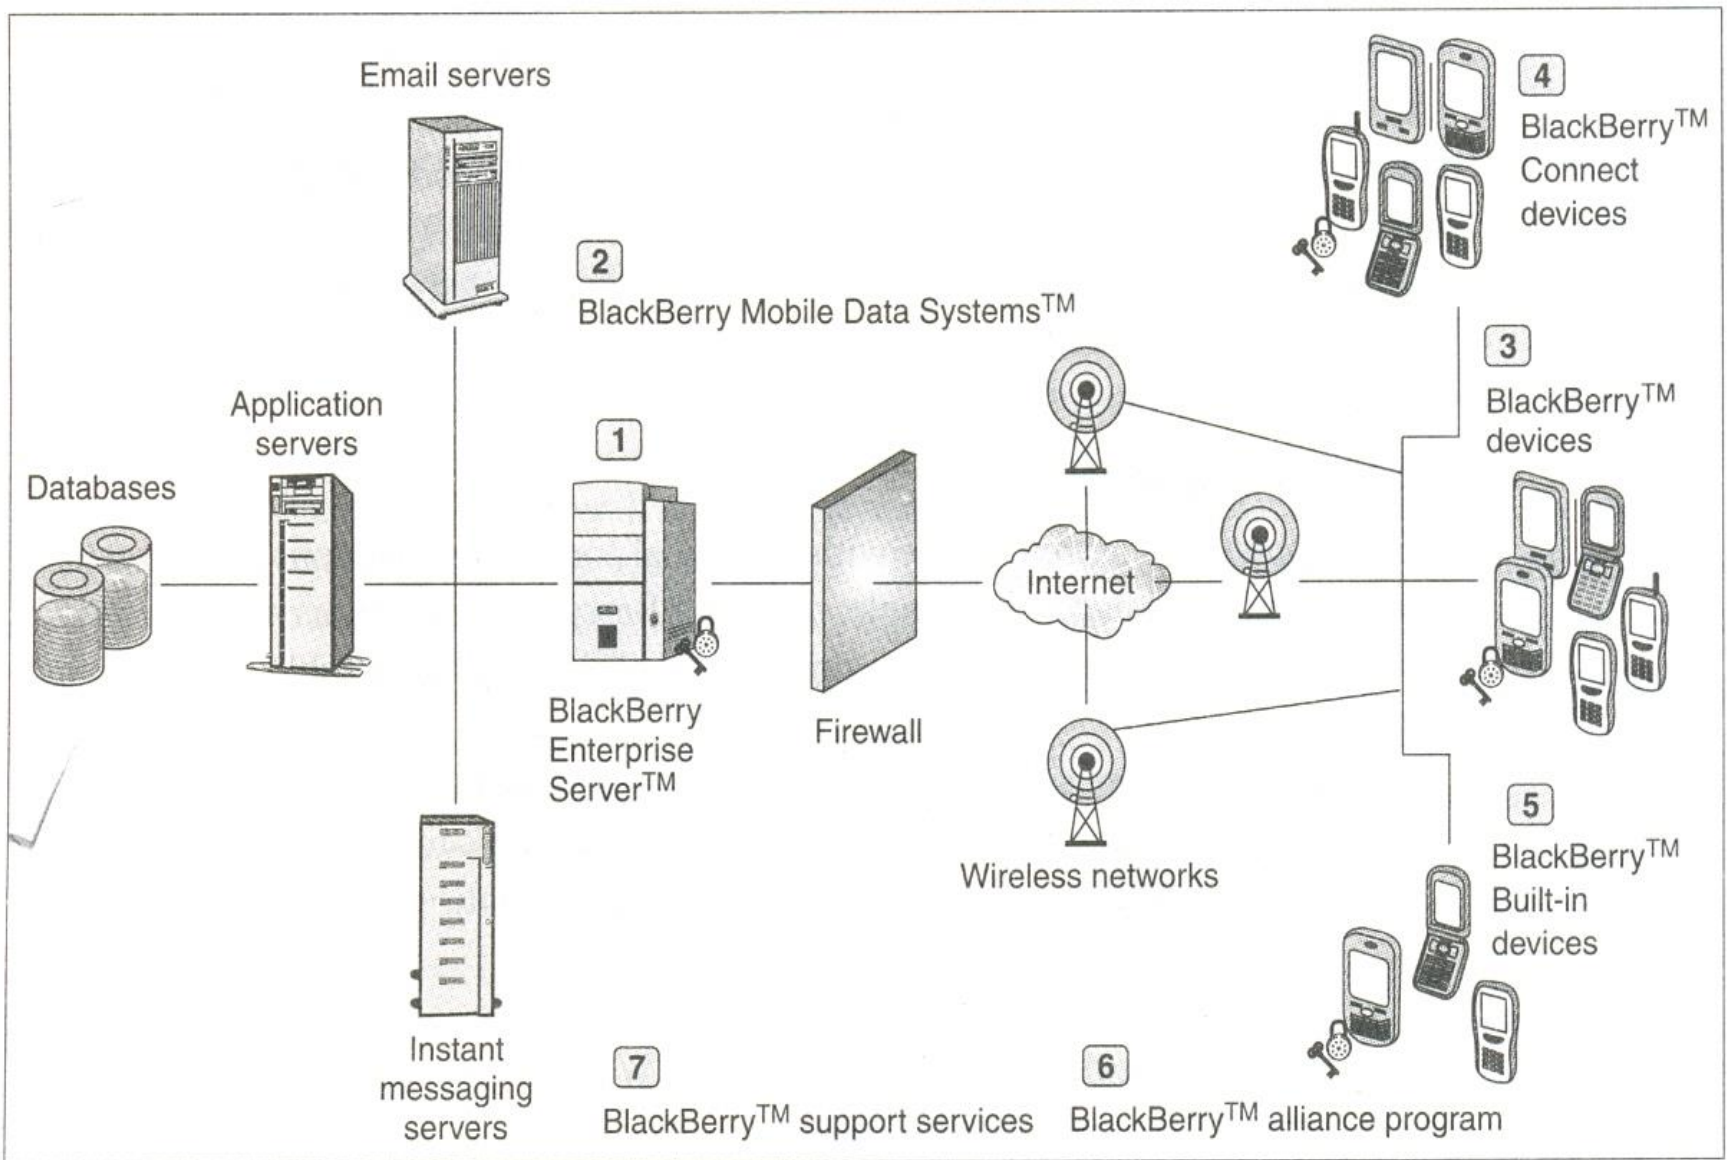 Email servers
4
BlackBerry™
Connect
devices
2
BlackBerry Mobile Data Systems™
3
BlackBerry™
devices
Application
servers
1
Databases
Internet
BlackBerry
Enterprise
Server™
Firewall
5
BlackBerry™
Built-in
devices
Wireless networks
Instant
messaging
servers
7
BlackBerry™ support services
6
BlackBerry™ alliance program